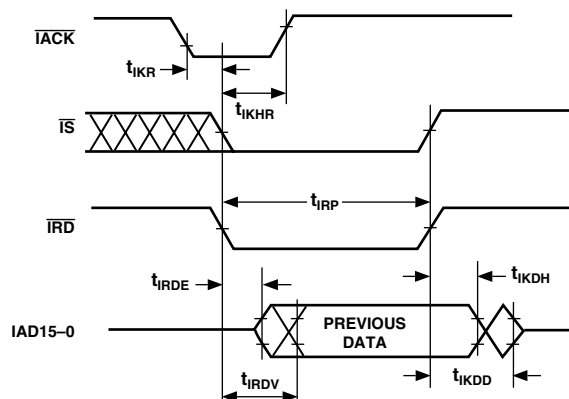 IACK
tIKR
tIKHR
IS
tIRP
IRD
tIRDE
tIKDH
IAD15–0
PREVIOUS
DATA
tIKDD
tIRDV